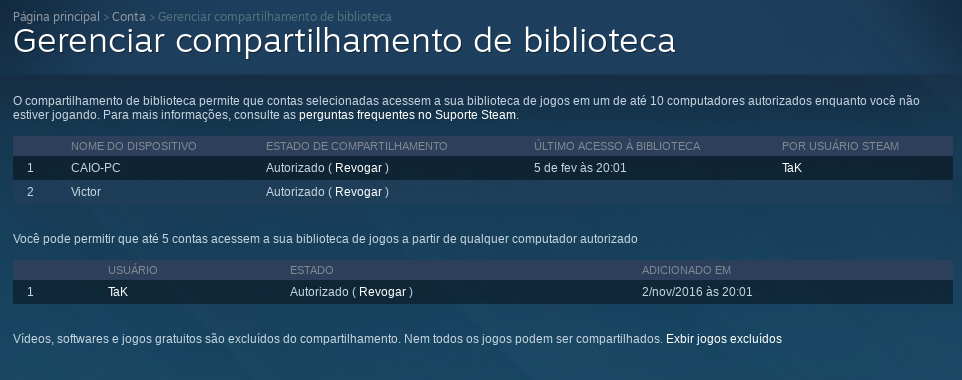 Página principal > Conta > Gerenciar compartilhamento de biblioteca
Gerenciar compartilhamento de biblioteca
O compartilhamento de biblioteca permite que contas selecionadas acessem a sua biblioteca de jogos em um de até 10 computadores autorizados enquanto você não
estiver jogando. Para mais informações, consulte as perguntas frequentes no Suporte Steam.
NOME DO DISPOSITIVO ESTADO DE COMPARTILHAMENTO ÚLTIMO ACESSO À BIBLIOTECA POR USUÁRIO STEAM
1 CAIO-PC Autorizado ( Revogar ) 5 de fev às 20:01 TaK
2 Victor Autorizado ( Revogar )
Você pode permitir que até 5 contas acessem a sua biblioteca de jogos a partir de qualquer computador autorizado
USUÁRIO ESTADO ADICIONADO EM
1 TaK Autorizado ( Revogar ) 2/nov/2016 às 20:01
Vídeos, softwares e jogos gratuitos são excluídos do compartilhamento. Nem todos os jogos podem ser compartilhados. Exbir jogos excluídos